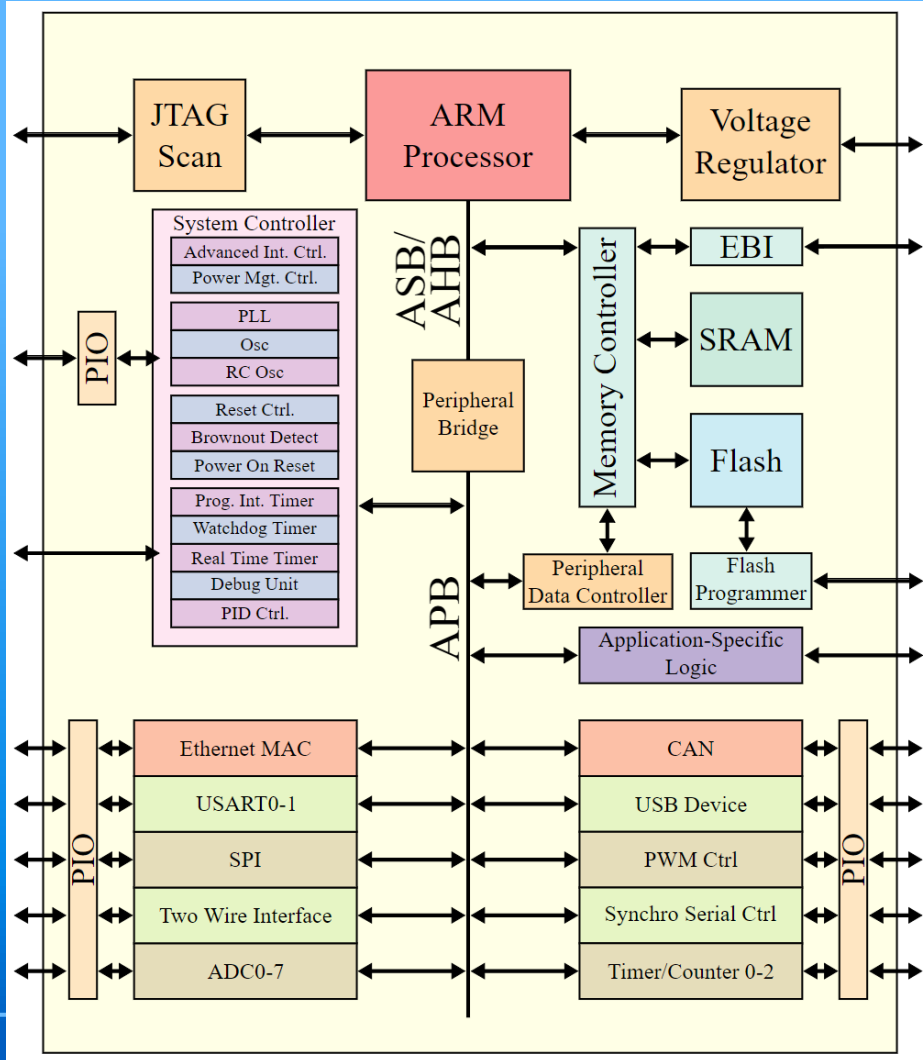 JTAG
Scan
ARM
Processor
Voltage
Regulator
System Controller
Advanced Int. Ctrl.
Power Mgt. Ctrl.
PLL
Osc
RC Osc
Reset Ctrl.
Brownout Detect
Power On Reset
Prog. Int. Timer
Watchdog Timer
Real Time Timer
Debug Unit
PID Ctrl.
PIO
ASB/
AHB
Peripheral
Bridge
APB
Memory Controller
EBI
SRAM
Flash
Peripheral
Data Controller
Flash
Programmer
Application-Specific
Logic
PIO
Ethernet MAC
USART0-1
SPI
Two Wire Interface
ADC0-7
CAN
USB Device
PWM Ctrl
Synchro Serial Ctrl
Timer/Counter 0-2
PIO